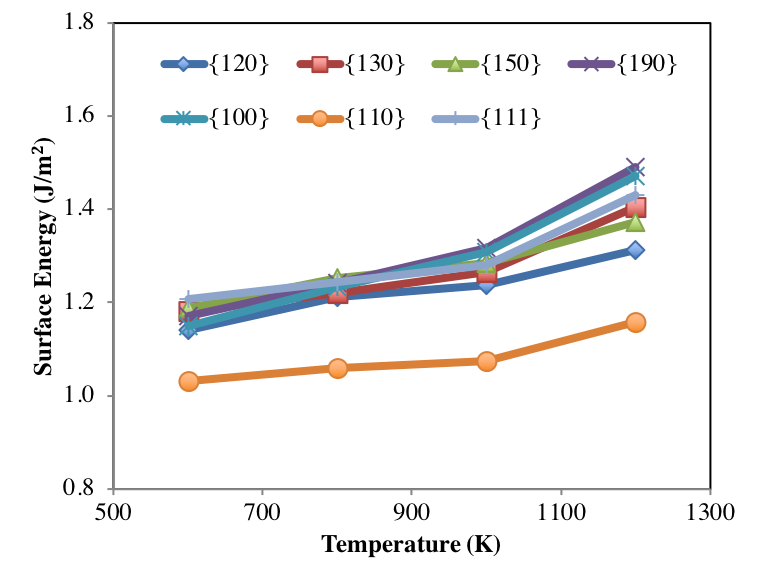 1.8
1.6
1.4
1.2
1.0
0.8
Surface Energy (J/m²)
{120} {130} {150} {190}
{100} {110} {111}
500 700 900 1100 1300
Temperature (K)